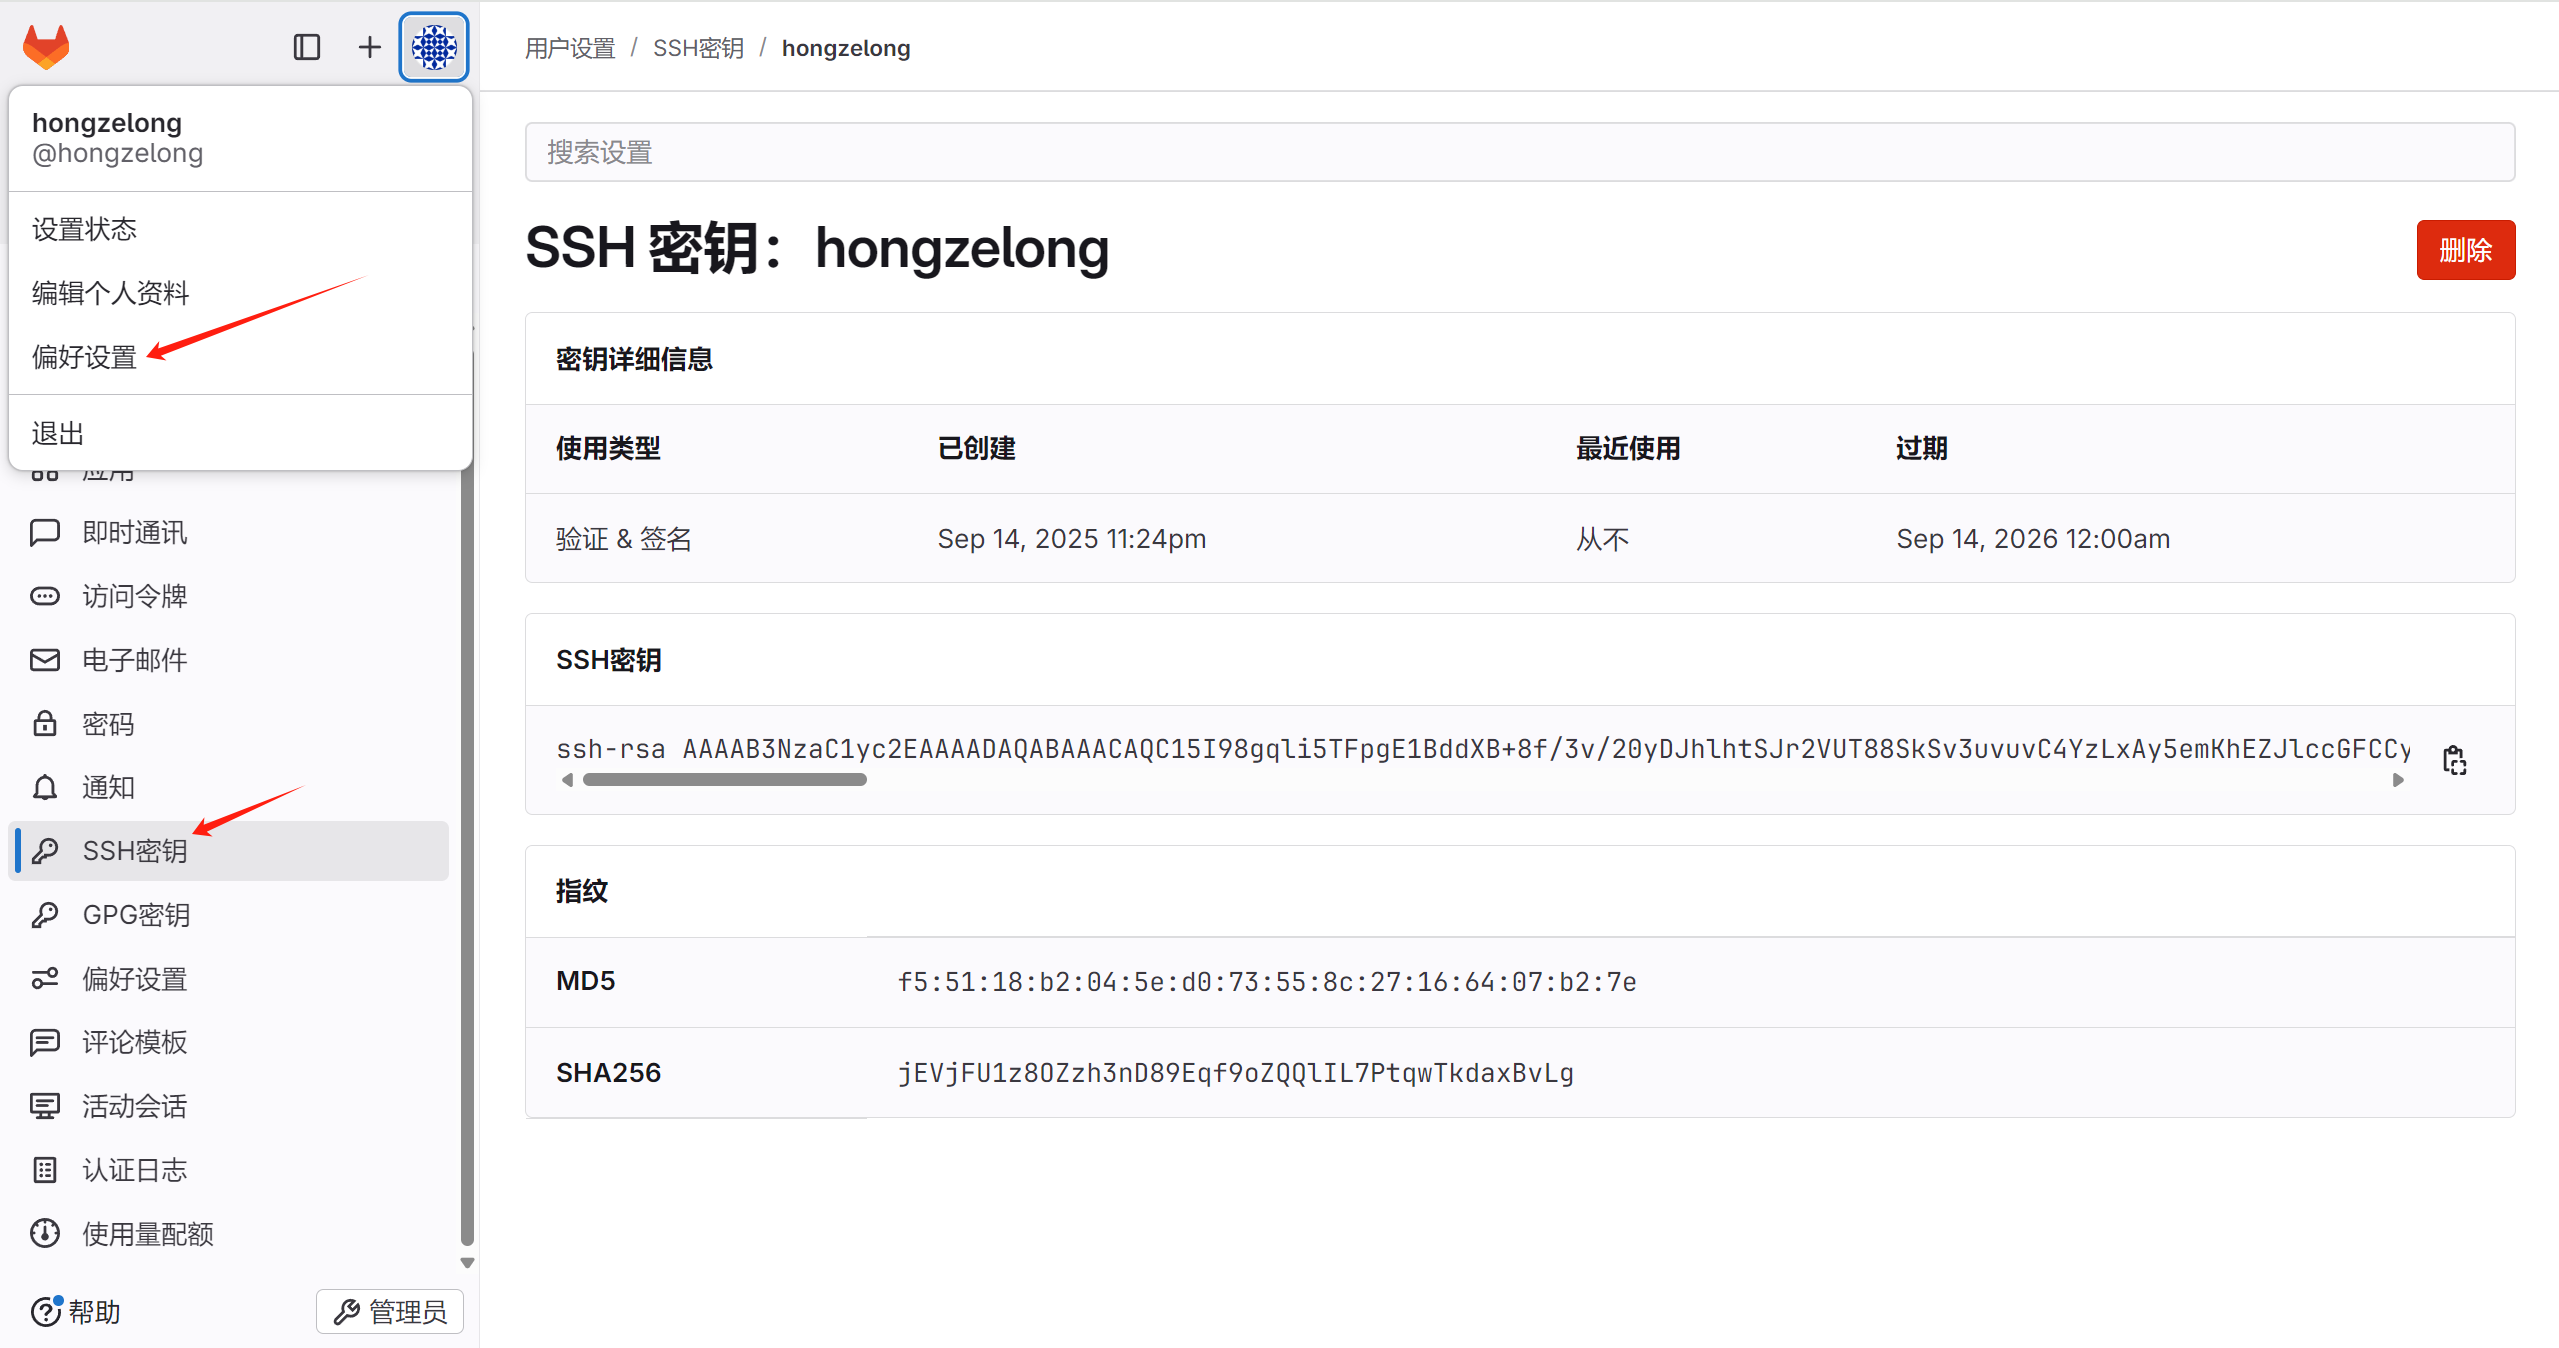 hongzelong
@hongzelong
设置状态
编辑个人资料
偏好设置
退出
应用
即时通讯
访问令牌
电子邮件
密码
通知
SSH密钥
GPG密钥
偏好设置
评论模板
活动会话
认证日志
使用量配额
帮助
管理员
用户设置 / SSH密钥 / hongzelong
搜索设置
SSH 密钥：hongzelong
删除
密钥详细信息
使用类型 已创建 最近使用 过期
验证 & 签名 Sep 14, 2025 11:24pm 从不 Sep 14, 2026 12:00am
SSH密钥
ssh-rsa AAAAB3NzaC1yc2EAAAADAQABAAACAQC15I98gqli5TFpgE1BddXB+8f/3v/20yDJhlhtSJr2VUT88SkSv3uvuvC4YzLxAy5emKhEZJlccGFCCy
指纹
MD5 f5:51:18:b2:04:5e:d0:73:55:8c:27:16:64:07:b2:7e
SHA256 jEVjFU1z8OZzh3nD89Eqf9oZQQlIL7PtqwTkdaxBvLg